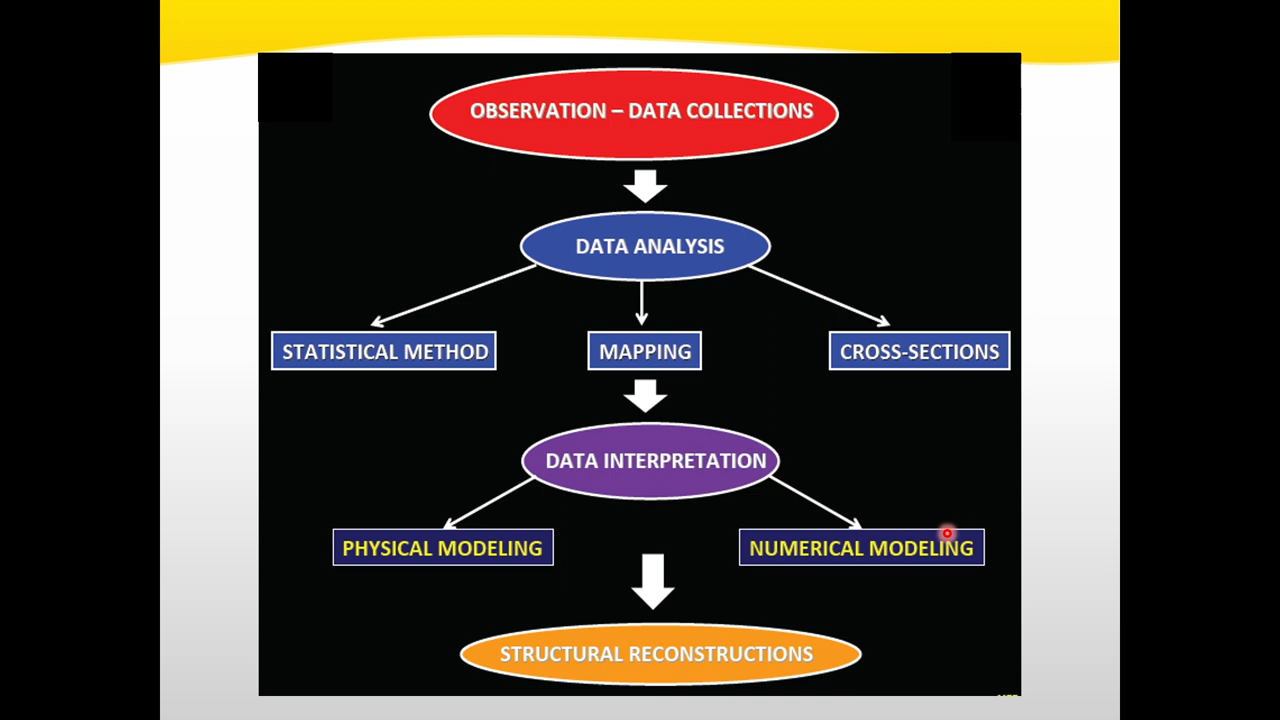 OBSERVATION – DATA COLLECTIONS
DATA ANALYSIS
STATISTICAL METHOD
MAPPING
CROSS-SECTIONS
DATA INTERPRETATION
PHYSICAL MODELING
NUMERICAL MODELING
STRUCTURAL RECONSTRUCTIONS